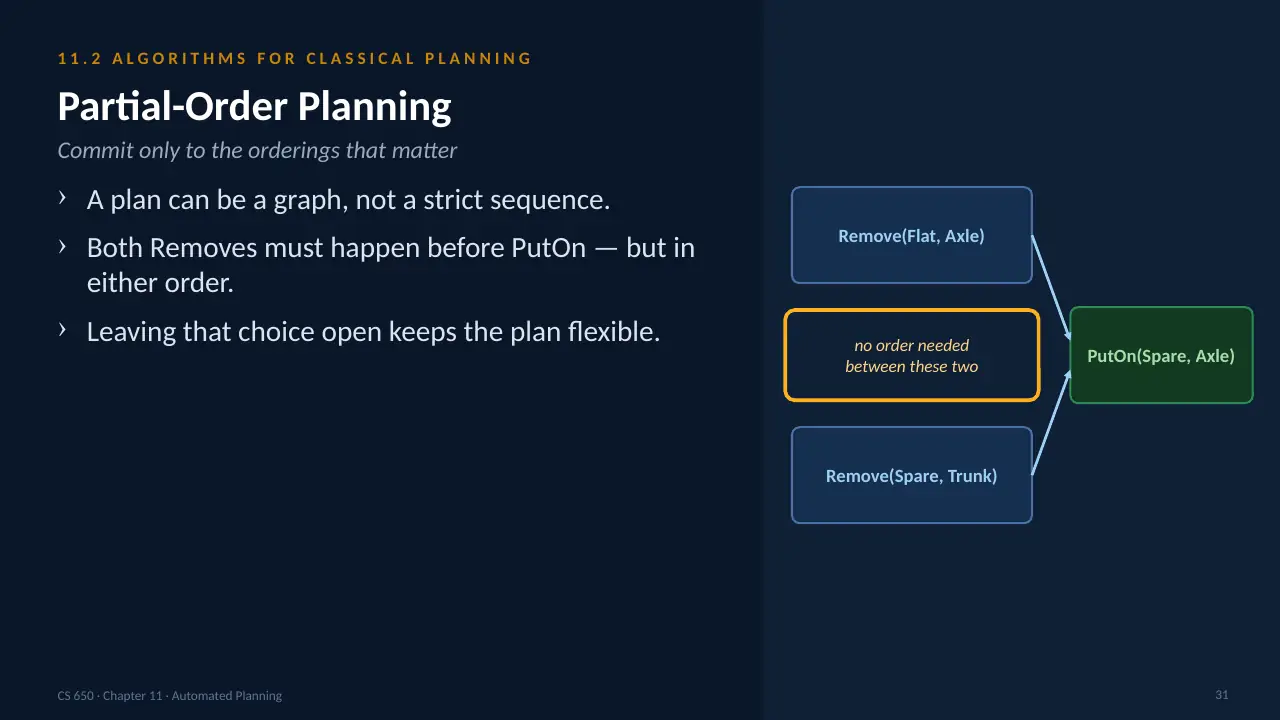 11.2 ALGORITHMS FOR CLASSICAL PLANNING
Partial-Order Planning
Commit only to the orderings that matter
› A plan can be a graph, not a strict sequence.
› Both Removes must happen before PutOn — but in
either order.
› Leaving that choice open keeps the plan flexible.
Remove(Flat, Axle)
no order needed
between these two
PutOn(Spare, Axle)
Remove(Spare, Trunk)
CS 650 · Chapter 11 · Automated Planning
31